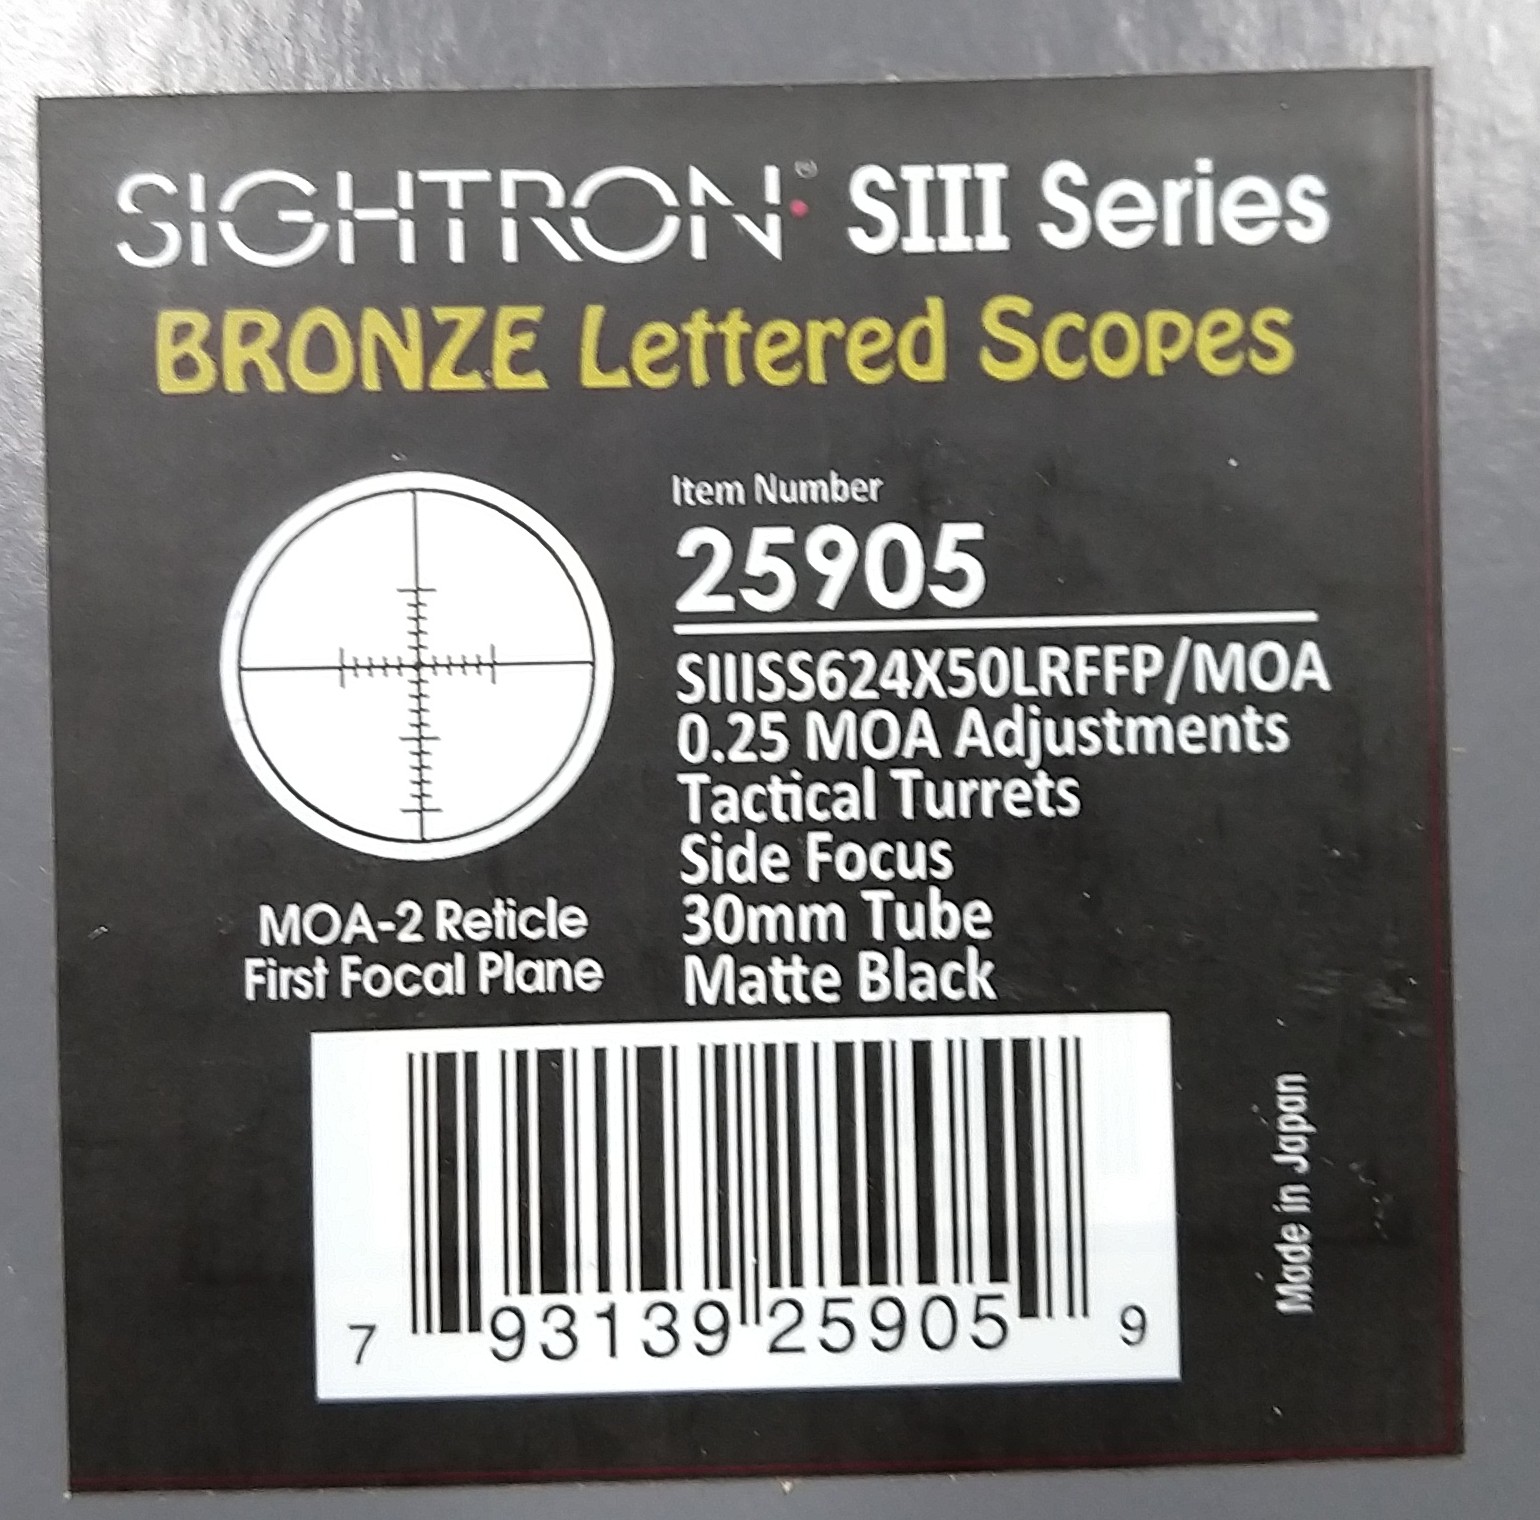 SIGHTRON® SIII Series
BRONZE Lettered Scopes
Item Number
25905
SIIISS624X50LRFFP/MOA
0.25 MOA Adjustments
Tactical Turrets
Side Focus
30mm Tube
Matte Black
MOA-2 Reticle
First Focal Plane
7 93139 25905 9
Made in Japan